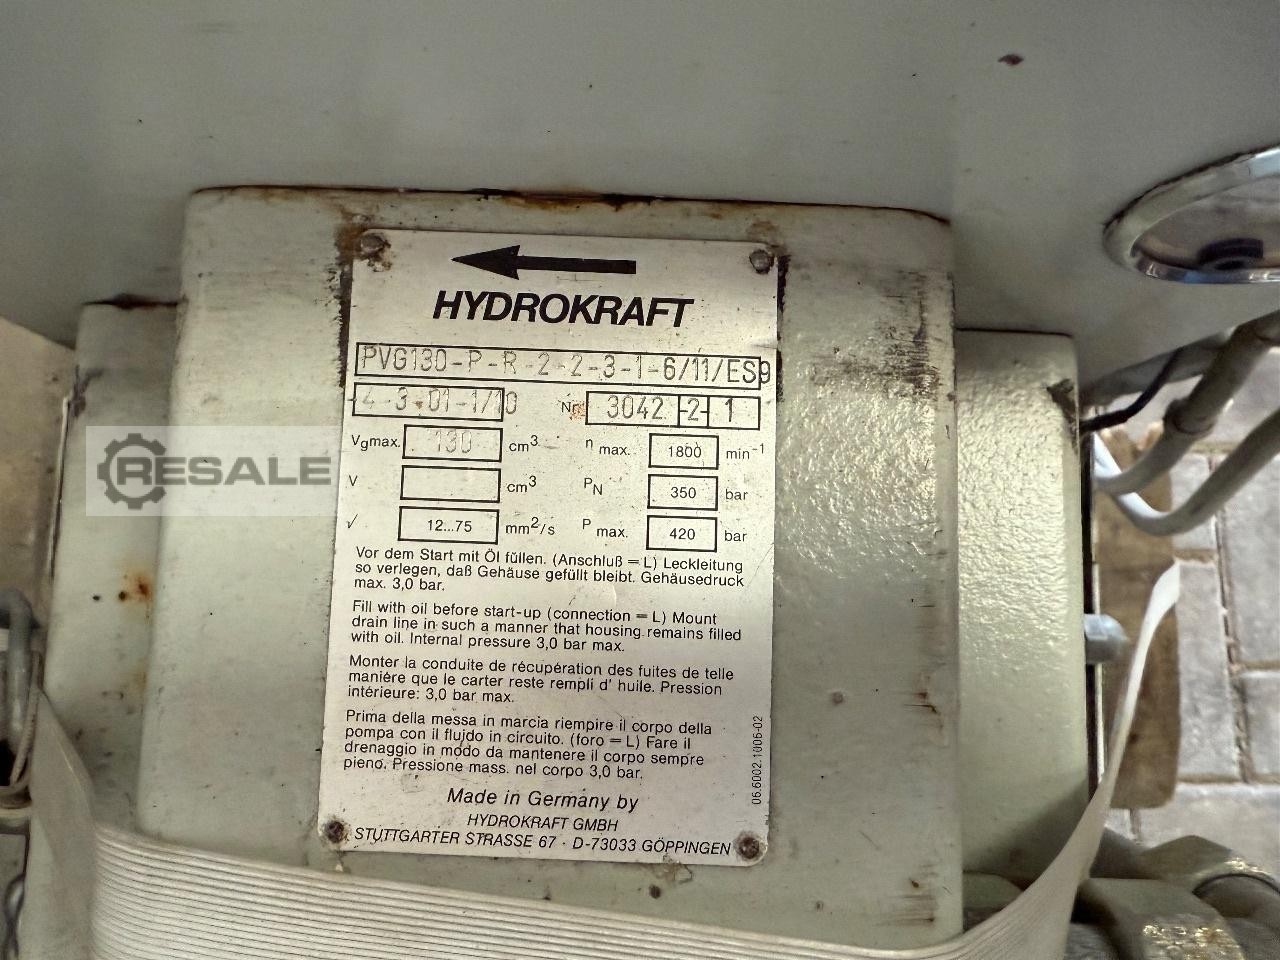 HYDROKRAFT
PVG130-P-R-2-2-3-1-6/11/ES9
-4-3.01-1/10 Nr. 3042-2-1
Vgmax. 130 cm³ n max. 1800 min⁻¹
V cm³ PN 350 bar
√ 12...75 mm²/s P max. 420 bar
Vor dem Start mit Öl füllen. (Anschluß = L) Leckleitung
so verlegen, daß Gehäuse gefüllt bleibt. Gehäusedruck
max. 3,0 bar.
Fill with oil before start-up (connection = L) Mount
drain line in such a manner that housing remains filled
with oil. Internal pressure 3,0 bar max.
Monter la conduite de récupération des fuites de telle
manière que le carter reste rempli d' huile. Pression
intérieure: 3,0 bar max.
Prima della messa in marcia riempire il corpo della
pompa con il flujdo in circuito. (foro = L) Fare il
drenaggio in modo da mantenere il corpo sempre
pieno. Pressione mass. nel corpo 3,0 bar.
06.6002.1006-02
Made in Germany by
HYDROKRAFT GMBH
STUTTGARTER STRASSE 67 · D-73033 GÖPPINGEN
RESALE